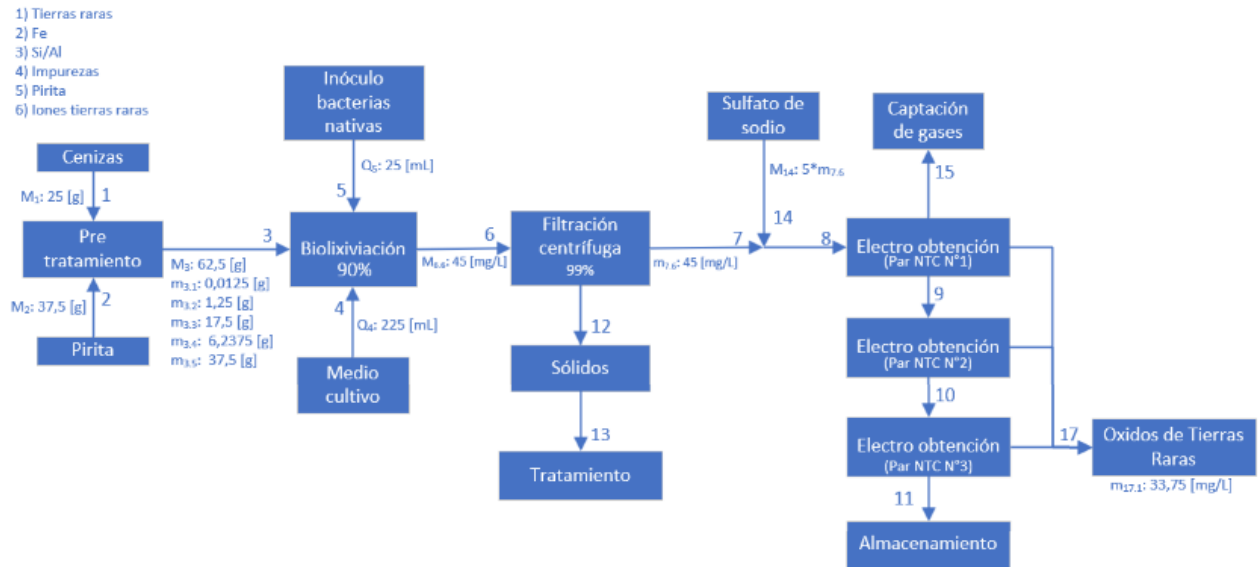 1) Tierras raras
2) Fe
3) Si/Al
4) Impurezas
5) Pirita
6) Iones tierras raras
Cenizas
M₁: 25 [g]
1
Pre
tratamiento
M₂: 37,5 [g]
2
Pirita
3
M₃: 62,5 [g]
m₃.₁: 0,0125 [g]
m₃.₂: 1,25 [g]
m₃.₃: 17,5 [g]
m₃.₄: 6,2375 [g]
m₃.₅: 37,5 [g]
Inóculo
bacterias
nativas
Q₅: 25 [mL]
5
Biolixiviación
90%
4
Q₄: 225 [mL]
Medio
cultivo
6
45 [mg/L]
Filtración
centrífuga
99%
12
Sólidos
13
Tratamiento
7
m₇.₆: 45 [mg/L]
Sulfato de
sodio
M₁₄: 5*m₇.₆
14
8
Captación
de gases
15
Electro obtención
(Par NTC N°1)
9
Electro obtención
(Par NTC N°2)
10
Electro obtención
(Par NTC N°3)
11
Almacenamiento
17
Oxidos de Tierras
Raras
m₁₇.₁: 33,75 [mg/L]